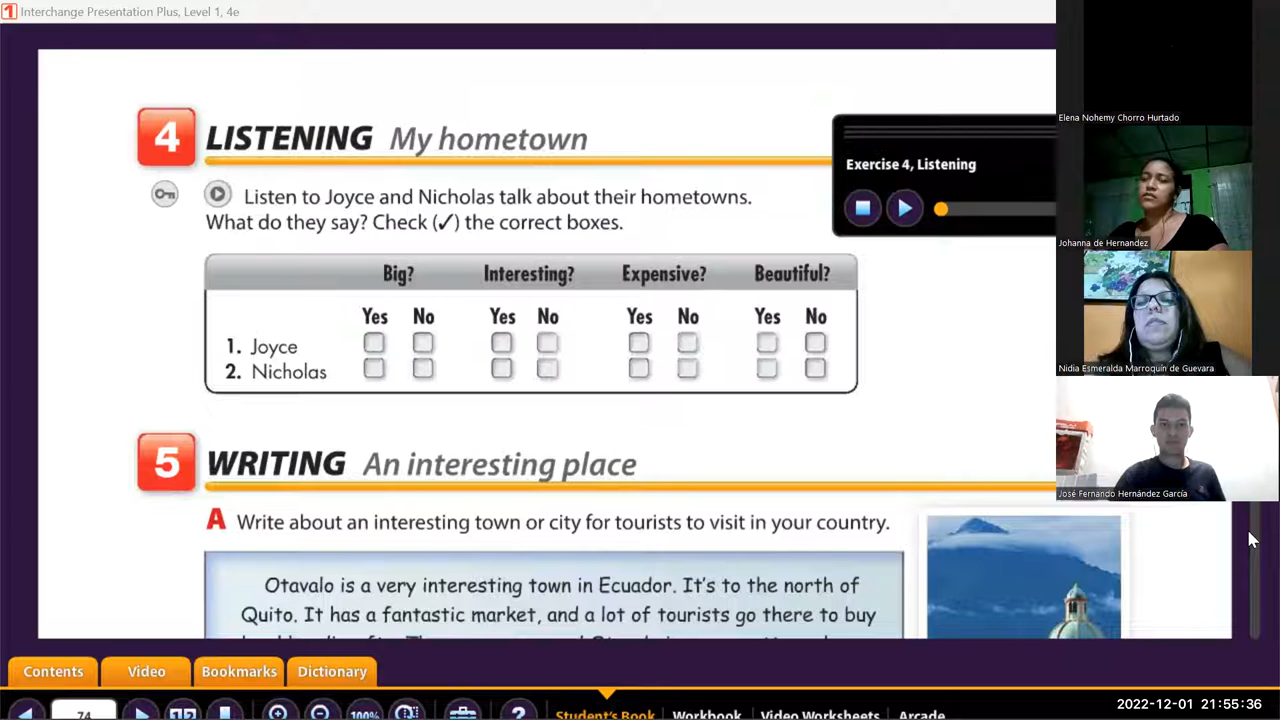 Interchange Presentation Plus, Level 1, 4e
4 LISTENING My hometown
Listen to Joyce and Nicholas talk about their hometowns.
What do they say? Check (✓) the correct boxes.
Exercise 4, Listening
Big? Interesting? Expensive? Beautiful?
Yes No Yes No Yes No Yes No
1. Joyce
2. Nicholas
5 WRITING An interesting place
A Write about an interesting town or city for tourists to visit in your country.
Otavalo is a very interesting town in Ecuador. It's to the north of
Quito. It has a fantastic market, and a lot of tourists go there to buy
Elena Nohemy Chorro Hurtado
Johanna de Hernandez
Nidia Esmeralda Marroquín de Guevara
José Fernando Hernández García
Contents Video Bookmarks Dictionary
74 100% ? Student's Book Workbook Video Worksheets Arcade
2022-12-01 21:55:36